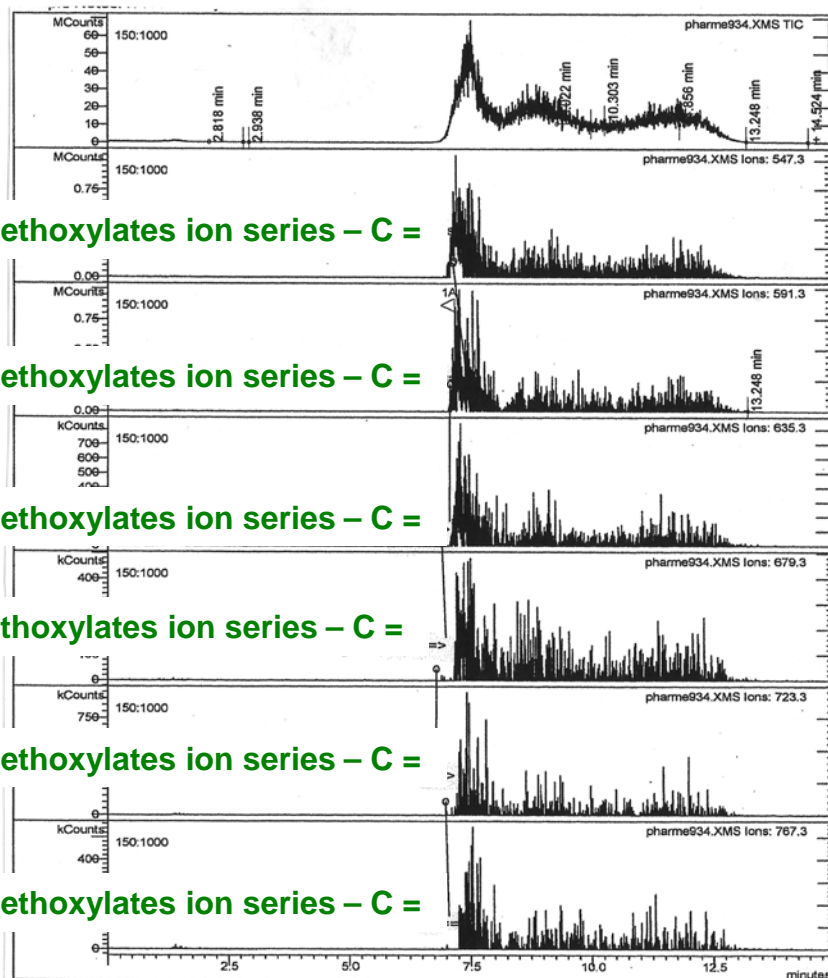 MCounts
60
50
40
30
20
10
0
150:1000
pharme934.XMS TIC
2.818 min
2.938 min
10.303 min
13.248 min
14.524 min
MCounts
0.75
0.00
150:1000
pharme934.XMS Ions: 547.3
ethoxylates ion series – C =
MCounts
0.75
0.00
150:1000
1A
pharme934.XMS Ions: 591.3
13.248 min
ethoxylates ion series – C =
kCounts
700
600
500
400
150:1000
pharme934.XMS Ions: 635.3
ethoxylates ion series – C =
kCounts
400
150:1000
pharme934.XMS Ions: 679.3
thoxylates ion series – C =
kCounts
750
0
150:1000
pharme934.XMS Ions: 723.3
ethoxylates ion series – C =
kCounts
400
0
150:1000
pharme934.XMS Ions: 767.3
ethoxylates ion series – C =
2.5 5.0 7.5 10.0 12.5
minutes